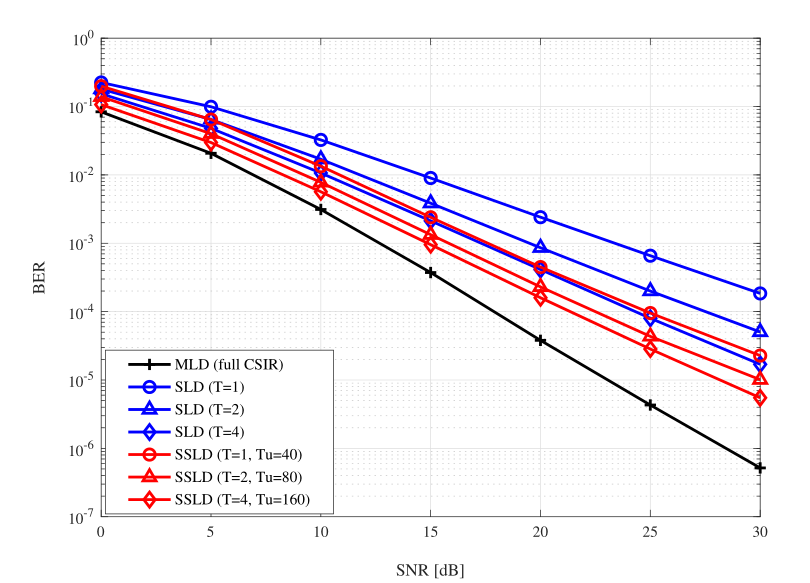 10^0
10^-1
10^-2
10^-3
10^-4
10^-5
10^-6
10^-7
BER
MLD (full CSIR)
SLD (T=1)
SLD (T=2)
SLD (T=4)
SSLD (T=1, Tu=40)
SSLD (T=2, Tu=80)
SSLD (T=4, Tu=160)
0 5 10 15 20 25 30
SNR [dB]